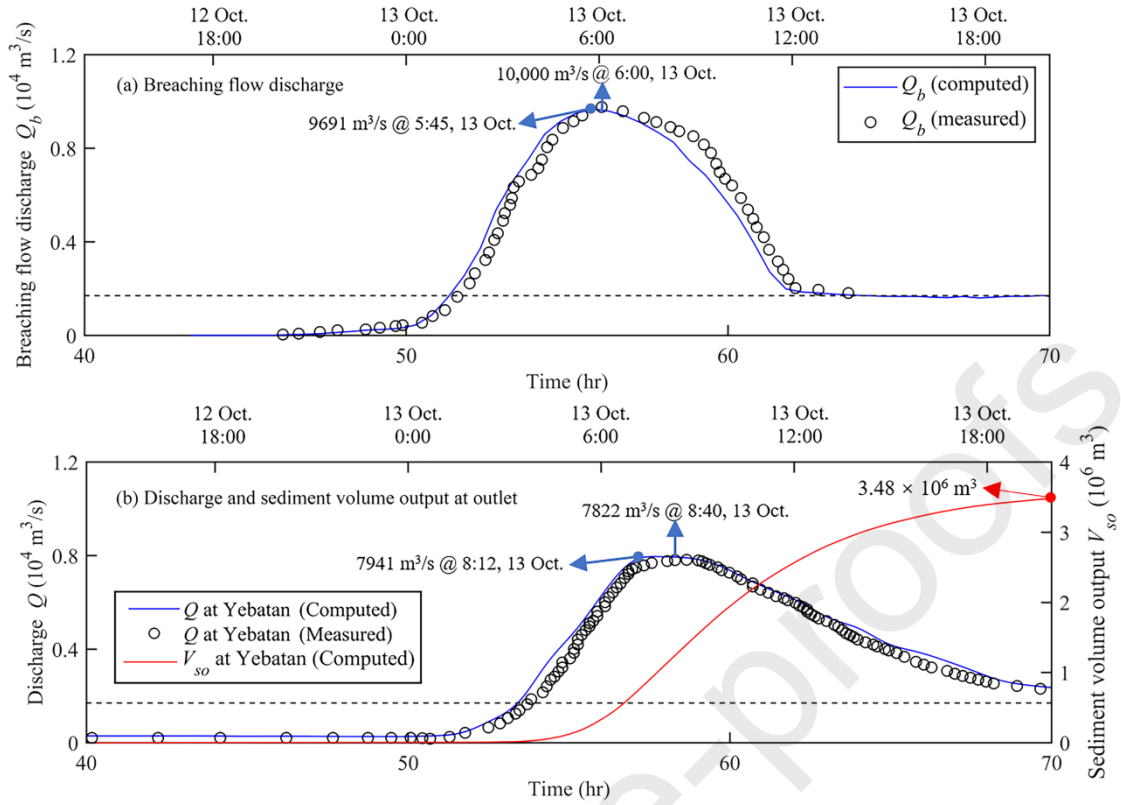 12 Oct. 13 Oct. 13 Oct. 13 Oct. 13 Oct.
18:00 0:00 6:00 12:00 18:00
1.2
10,000 m³/s @ 6:00, 13 Oct.
(a) Breaching flow discharge
Q_b (computed)
9691 m³/s @ 5:45, 13 Oct.
Q_b (measured)
0.8
0.4
0
Breaching flow discharge Q_b (10⁴ m³/s)
40 50 60 70
Time (hr)
12 Oct. 13 Oct. 13 Oct. 13 Oct. 13 Oct.
18:00 0:00 6:00 12:00 18:00
1.2 4
(b) Discharge and sediment volume output at outlet
3.48 × 10⁶ m³
7822 m³/s @ 8:40, 13 Oct.
3
0.8
7941 m³/s @ 8:12, 13 Oct.
Q at Yebatan (Computed)
Q at Yebatan (Measured)
V_so at Yebatan (Computed)
2
0.4
1
0 0
Discharge Q (10⁴ m³/s)
Sediment volume output V_so (10⁶ m³)
40 50 60 70
Time (hr)
e-proofs